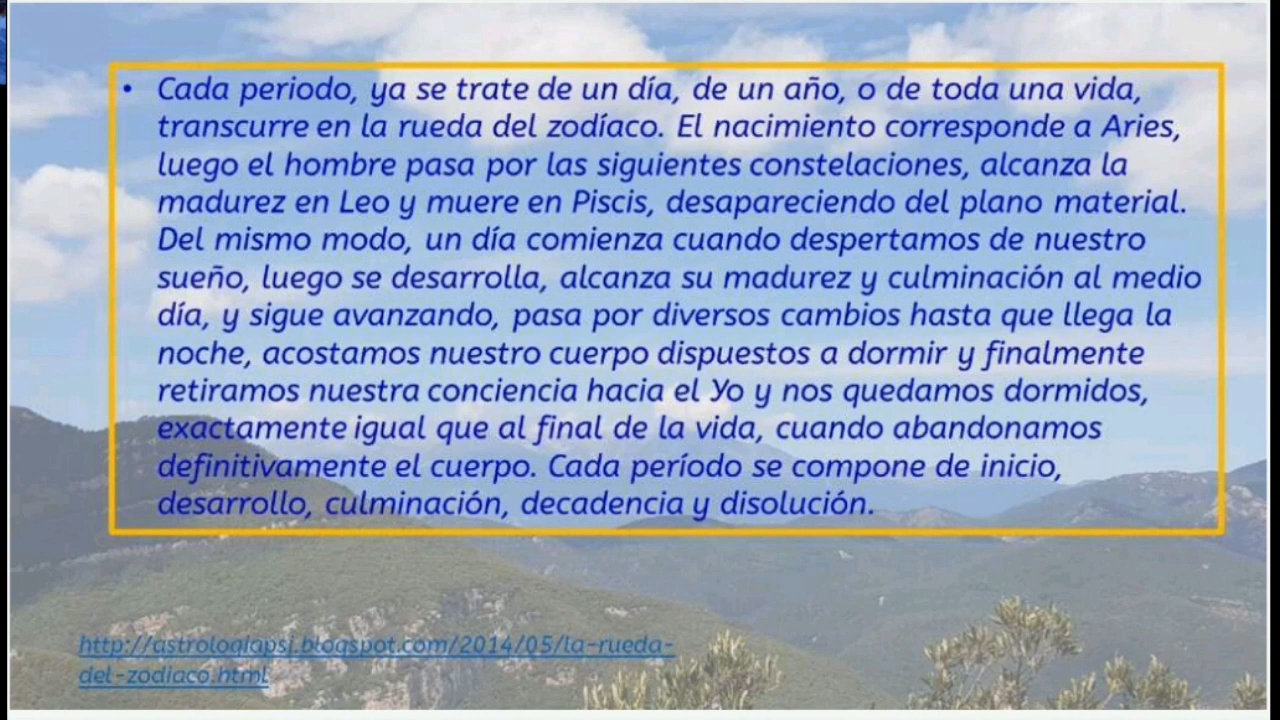 • Cada periodo, ya se trate de un día, de un año, o de toda una vida,
transcurre en la rueda del zodíaco. El nacimiento corresponde a Aries,
luego el hombre pasa por las siguientes constelaciones, alcanza la
madurez en Leo y muere en Piscis, desapareciendo del plano material.
Del mismo modo, un día comienza cuando despertamos de nuestro
sueño, luego se desarrolla, alcanza su madurez y culminación al medio
día, y sigue avanzando, pasa por diversos cambios hasta que llega la
noche, acostamos nuestro cuerpo dispuestos a dormir y finalmente
retiramos nuestra conciencia hacia el Yo y nos quedamos dormidos,
exactamente igual que al final de la vida, cuando abandonamos
definitivamente el cuerpo. Cada período se compone de inicio,
desarrollo, culminación, decadencia y disolución.
http://astrologiapsj.blogspot.com/2014/05/la-rueda-
del-zodiaco.html